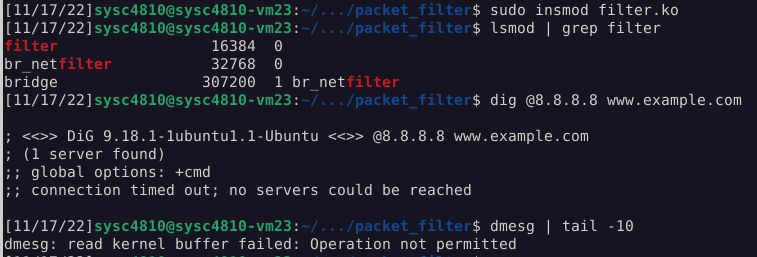 [11/17/22]sysc4810@sysc4810-vm23:~/.../packet_filter$ sudo insmod filter.ko
[11/17/22]sysc4810@sysc4810-vm23:~/.../packet_filter$ lsmod | grep filter
filter                 16384  0
br_netfilter           32768  0
bridge                307200  1 br_netfilter
[11/17/22]sysc4810@sysc4810-vm23:~/.../packet_filter$ dig @8.8.8.8 www.example.com

; <<>> DiG 9.18.1-1ubuntu1.1-Ubuntu <<>> @8.8.8.8 www.example.com
; (1 server found)
;; global options: +cmd
;; connection timed out; no servers could be reached

[11/17/22]sysc4810@sysc4810-vm23:~/.../packet_filter$ dmesg | tail -10
dmesg: read kernel buffer failed: Operation not permitted